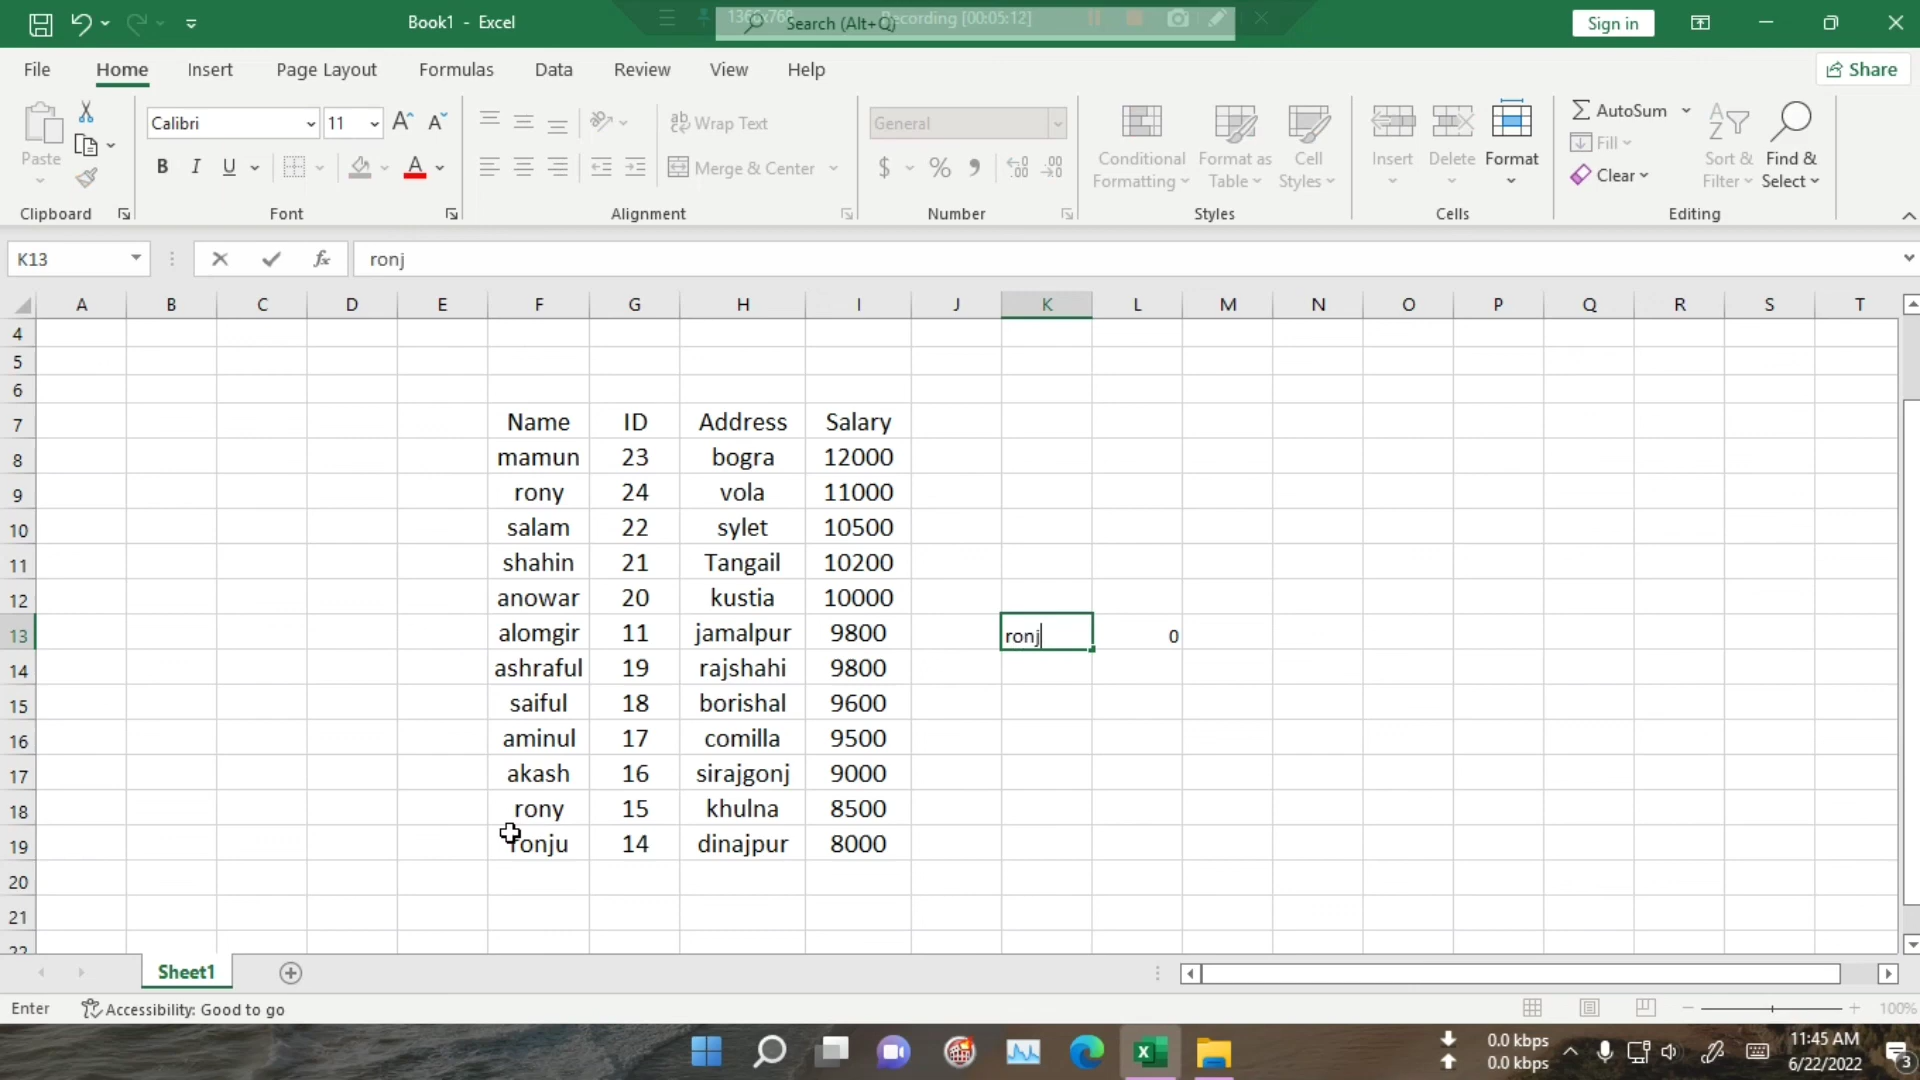 Book1 - Excel
1366x768
Search (Alt+Q)
Recording [00:05:12]
Sign in
File Home Insert Page Layout Formulas Data Review View Help
Share
Paste
Clipboard
Calibri 11
B I U A
Font
Wrap Text
Merge & Center
Alignment
General
$ % ,
Number
Conditional Formatting
Format as Table
Cell Styles
Styles
Insert Delete Format
Cells
AutoSum
Fill
Clear
Sort & Filter
Find & Select
Editing
K13 fx ronj
A B C D E F G H I J K L M N O P Q R S T
4
5
6
7 Name ID Address Salary
8 mamun 23 bogra 12000
9 rony 24 vola 11000
10 salam 22 sylet 10500
11 shahin 21 Tangail 10200
12 anowar 20 kustia 10000
13 alomgir 11 jamalpur 9800 ronj 0
14 ashraful 19 rajshahi 9800
15 saiful 18 borishal 9600
16 aminul 17 comilla 9500
17 akash 16 sirajgonj 9000
18 rony 15 khulna 8500
19 ronju 14 dinajpur 8000
20
21
22
Sheet1
Enter Accessibility: Good to go 100%
0.0 kbps
0.0 kbps
11:45 AM
6/22/2022
3